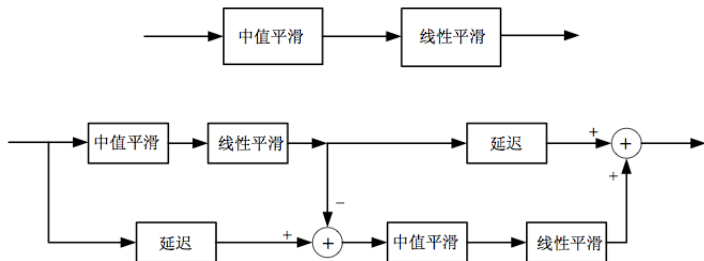 中值平滑 线性平滑
中值平滑 线性平滑 延迟 + +
+
− 
延迟 + + 中值平滑 线性平滑